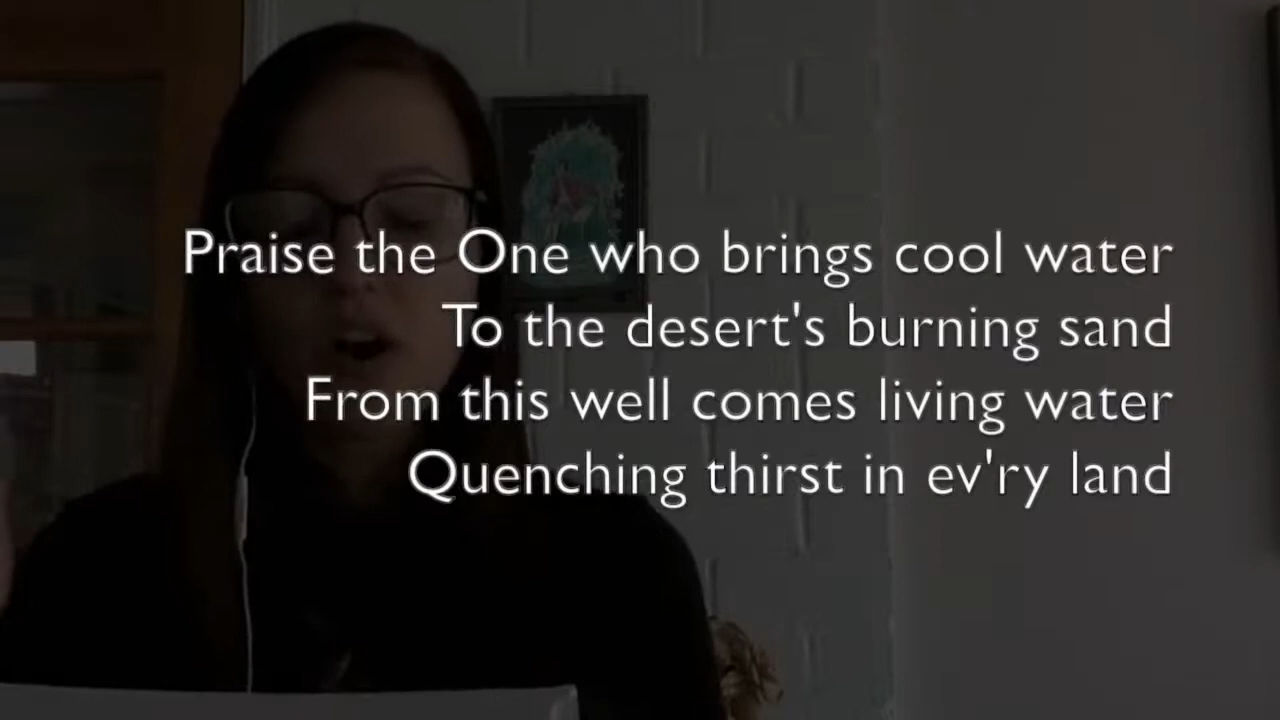 Praise the One who brings cool water
To the desert's burning sand
From this well comes living water
Quenching thirst in ev'ry land